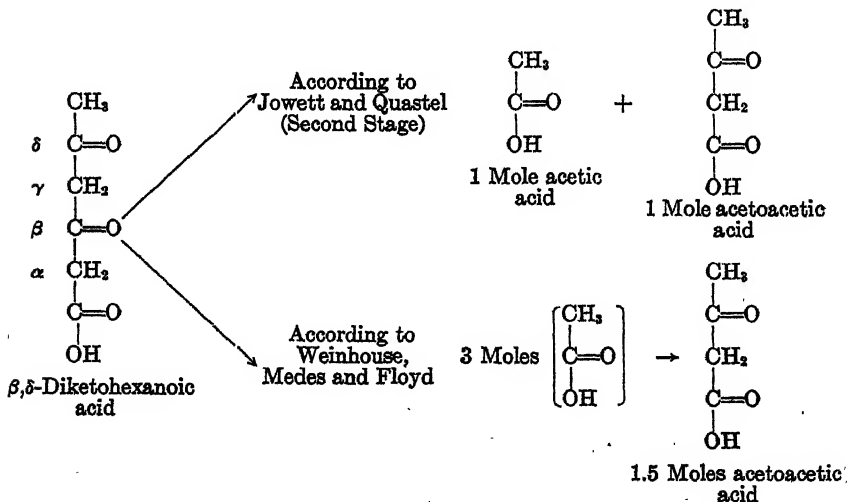 CH₃
δ C=O
γ CH₂
β C=O
α CH₂
C=O
OH
β,δ-Diketohexanoic
acid
According to
Jowett and Quastel
(Second Stage)
CH₃
C=O
OH
1 Mole acetic
acid
+
CH₃
C=O
CH₂
C=O
OH
1 Mole acetoacetic
acid
According to
Weinhouse,
Medes and Floyd
3 Moles
CH₃
C=O
OH
→
CH₃
C=O
CH₂
C=O
OH
1.5 Moles acetoacetic
acid